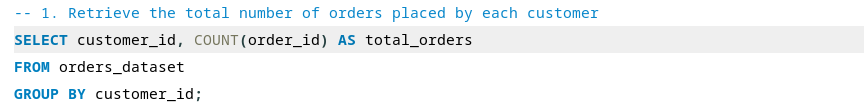 -- 1. Retrieve the total number of orders placed by each customer
SELECT customer_id, COUNT(order_id) AS total_orders
FROM orders_dataset
GROUP BY customer_id;